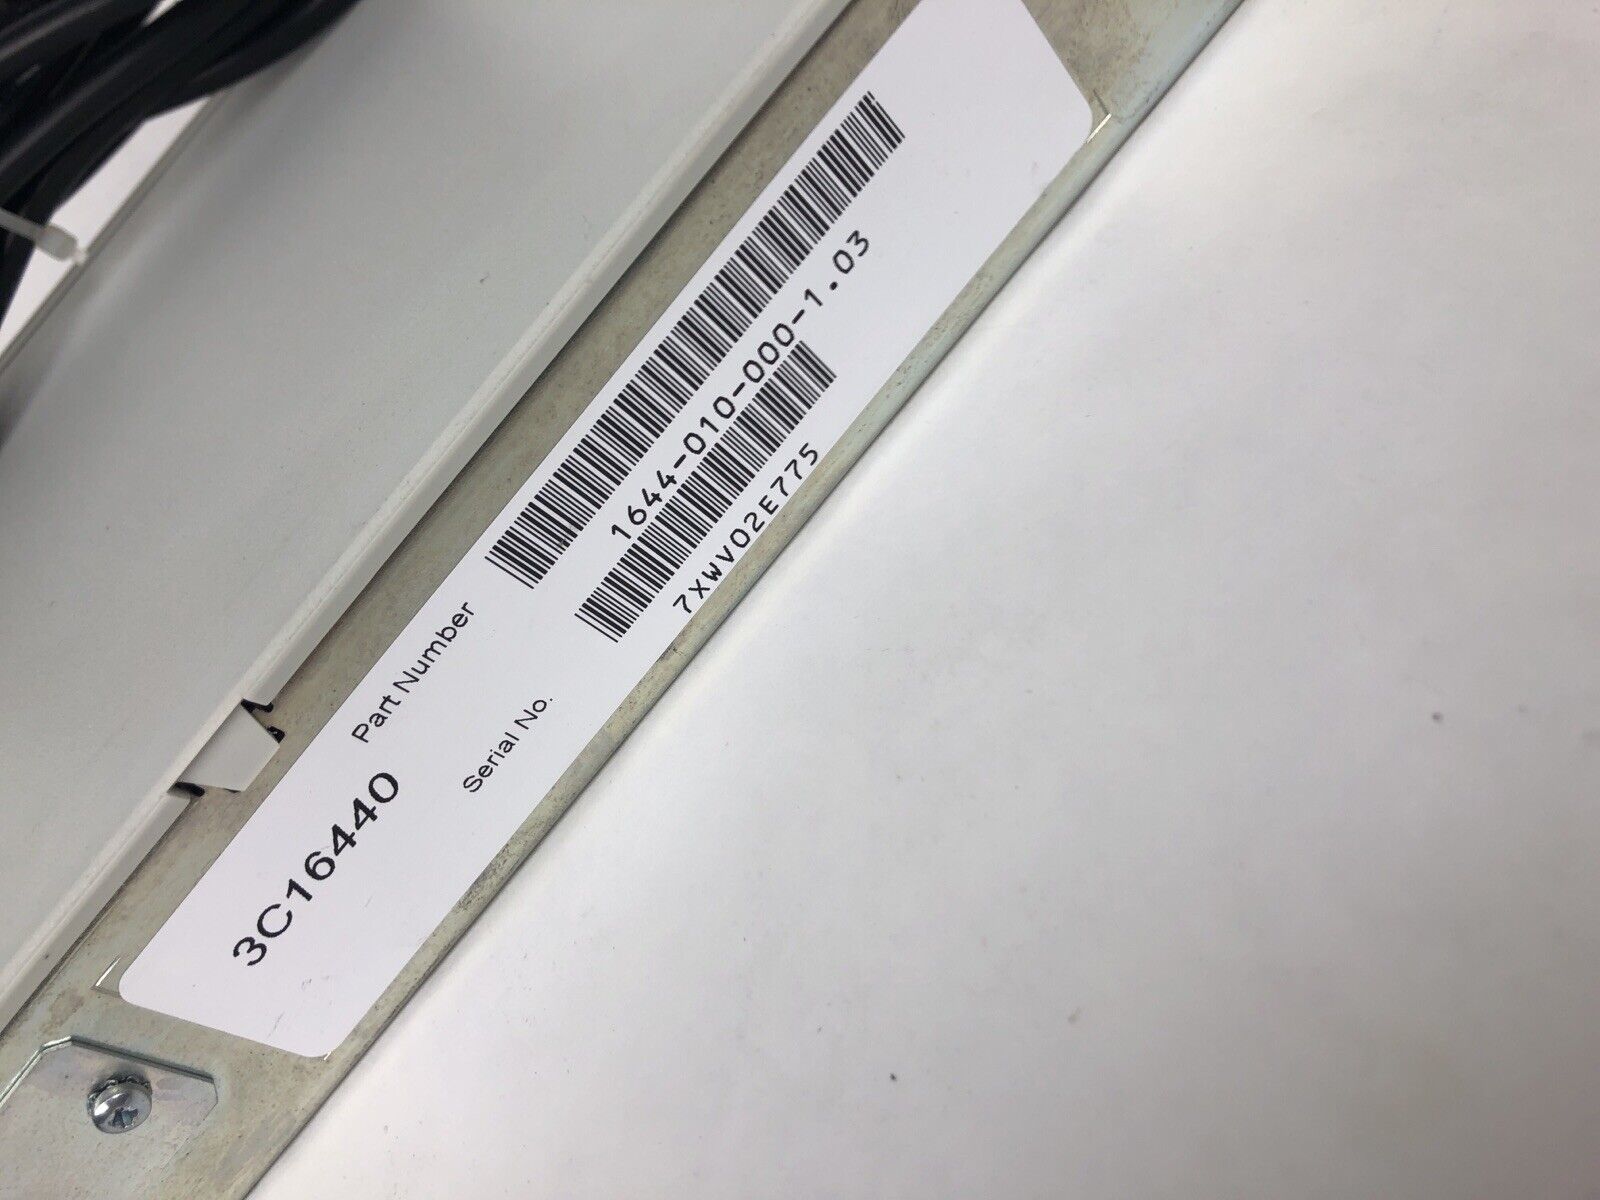 3C16440
Part Number
1644-010-000-1.03
Serial No.
7XWV02E775